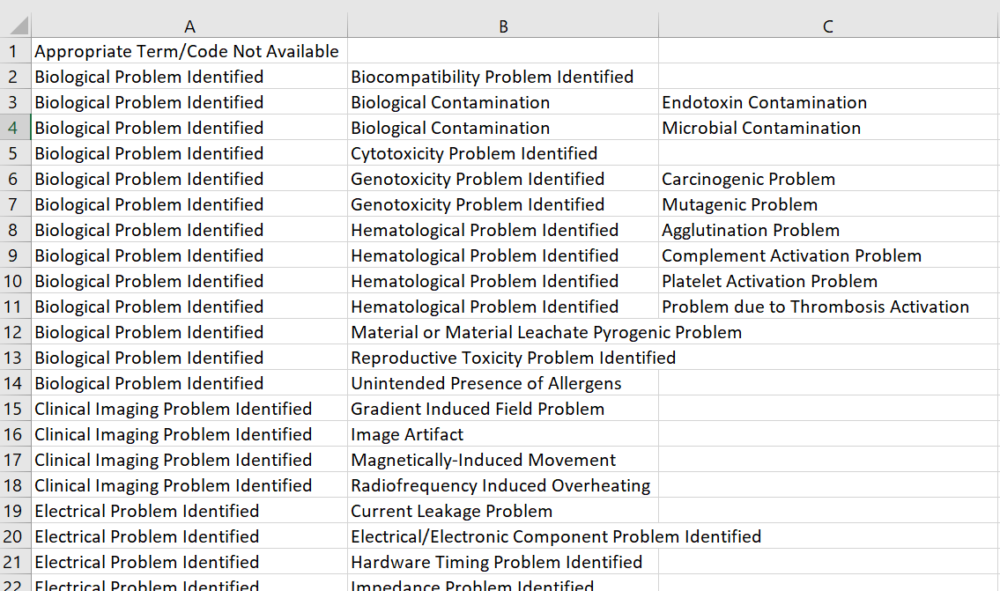 A B C
1 Appropriate Term/Code Not Available
2 Biological Problem Identified Biocompatibility Problem Identified
3 Biological Problem Identified Biological Contamination Endotoxin Contamination
4 Biological Problem Identified Biological Contamination Microbial Contamination
5 Biological Problem Identified Cytotoxicity Problem Identified
6 Biological Problem Identified Genotoxicity Problem Identified Carcinogenic Problem
7 Biological Problem Identified Genotoxicity Problem Identified Mutagenic Problem
8 Biological Problem Identified Hematological Problem Identified Agglutination Problem
9 Biological Problem Identified Hematological Problem Identified Complement Activation Problem
10 Biological Problem Identified Hematological Problem Identified Platelet Activation Problem
11 Biological Problem Identified Hematological Problem Identified Problem due to Thrombosis Activation
12 Biological Problem Identified Material or Material Leachate Pyrogenic Problem
13 Biological Problem Identified Reproductive Toxicity Problem Identified
14 Biological Problem Identified Unintended Presence of Allergens
15 Clinical Imaging Problem Identified Gradient Induced Field Problem
16 Clinical Imaging Problem Identified Image Artifact
17 Clinical Imaging Problem Identified Magnetically-Induced Movement
18 Clinical Imaging Problem Identified Radiofrequency Induced Overheating
19 Electrical Problem Identified Current Leakage Problem
20 Electrical Problem Identified Electrical/Electronic Component Problem Identified
21 Electrical Problem Identified Hardware Timing Problem Identified
22 Electrical Problem Identified Impedance Problem Identified